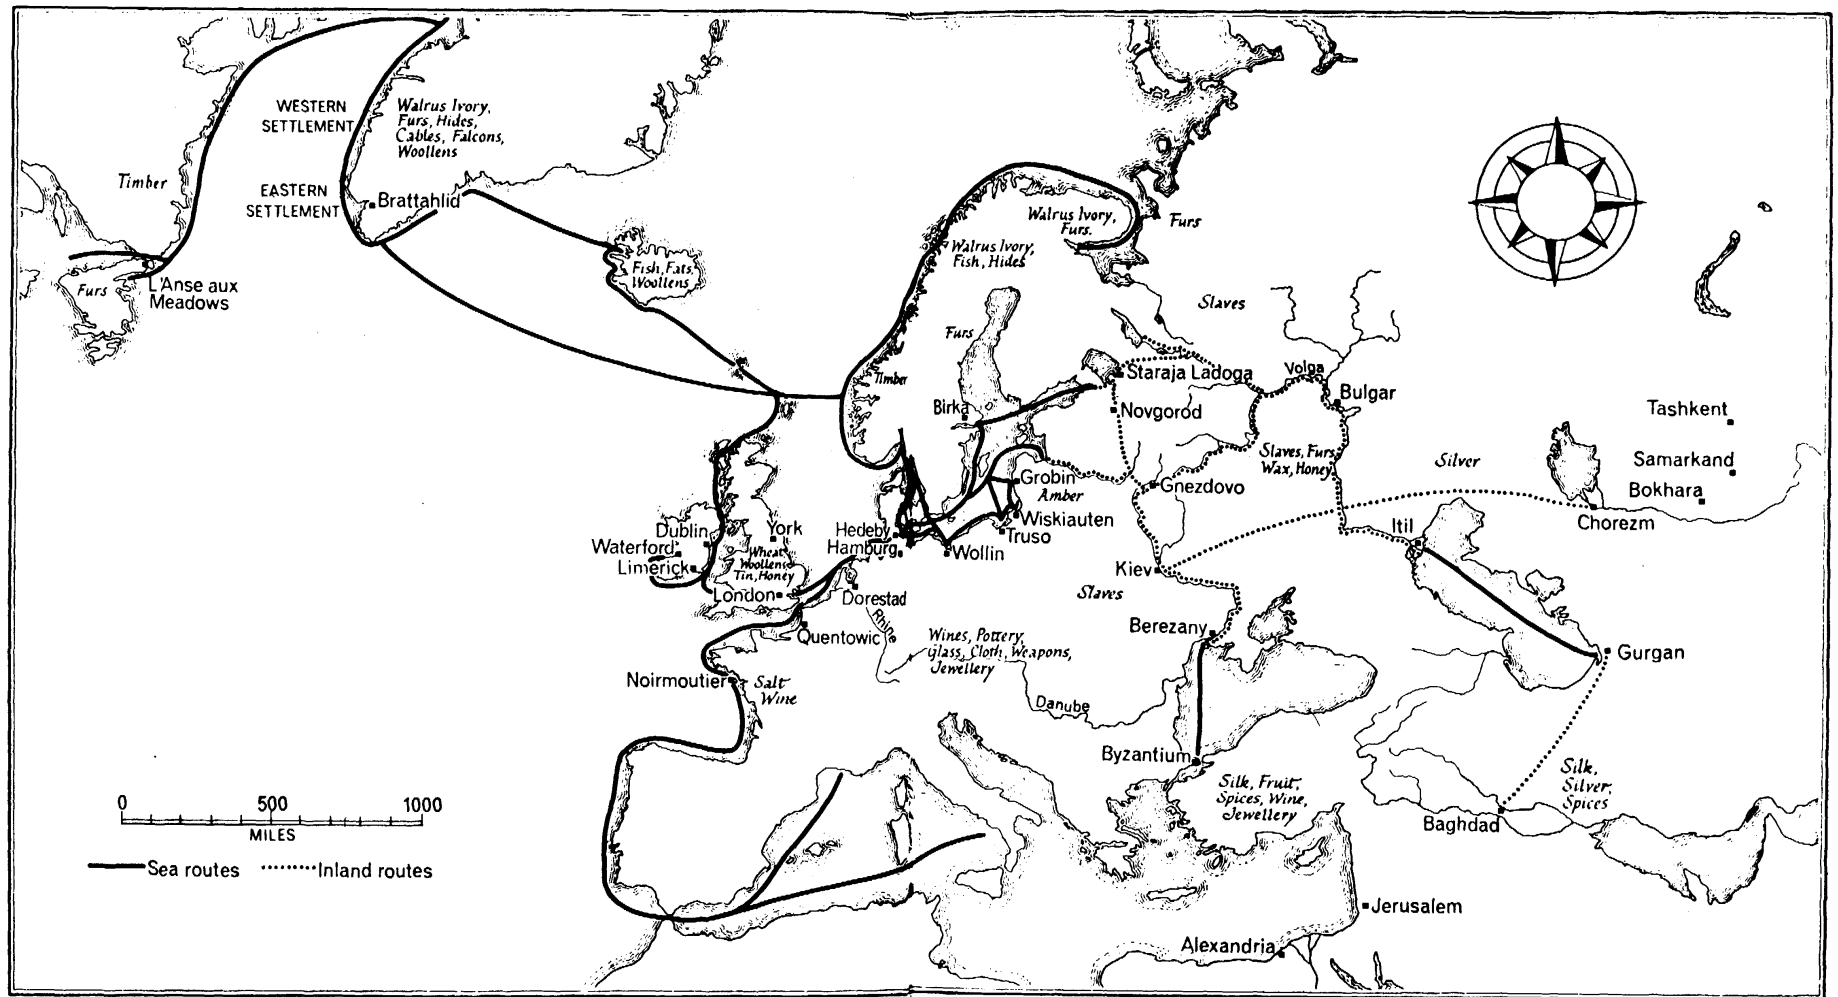 WESTERN
SETTLEMENT
Walrus Ivory,
Furs, Hides,
Cables, Falcons,
Woollens
Timber
EASTERN
SETTLEMENT
Brattahlid
L'Anse aux
Meadows
Furs
Fish, Fats,
Woollens
Walrus Ivory,
Furs.
Furs
Walrus Ivory,
Fish, Hides
Slaves
Furs
Timber
Birka
Staraja Ladoga
Volga
Bulgar
Novgorod
Tashkent
Slaves, Furs
Wax, Honey
Silver
Samarkand
Bokhara
Grobin
Amber
Gnezdovo
Wiskiauten
Truso
Chorezm
Itil
Dublin
York
Waterford
Limerick
Wheat
Woollens
Tin, Honey
London
Hedeby
Hamburg
Wollin
Kiev
Dorestad
Slaves
Rhine
Quentowic
Wines, Pottery,
Glass, Cloth, Weapons,
Jewellery
Berezany
Gurgan
Noirmoutier
Salt
Wine
Danube
Byzantium
Silk, Fruit,
Spices, Wine,
Jewellery
Silk,
Silver,
Spices
Baghdad
0 500 1000
MILES
Sea routes Inland routes
Jerusalem
Alexandria